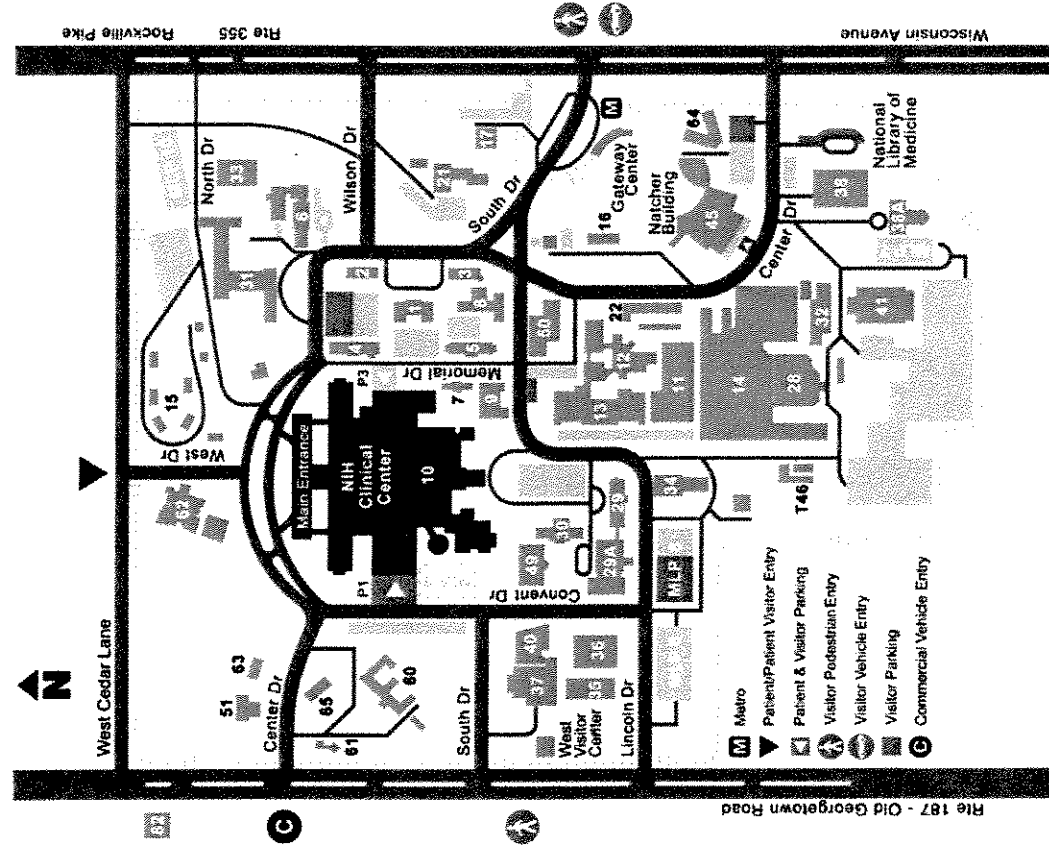 N
West Cedar Lane
Rockville Pike
Rte 355
62
C
51
63
Center Dr
65
61
60
67
West Dr
15
North Dr
33
31
6
Wilson Dr
Main Entrance
NIH
Clinical
Center
10
P1
P3
4
2
1
3
5
8
Memorial Dr
7
9
21
South Dr
M
South Dr
Convent Dr
49
30
29A
29
50
16
Gateway
Center
Natcher
Building
45
64
22
12
13
11
14
28
32
41
Center Dr
38
38A
National
Library of
Medicine
Wisconsin Avenue
40
37
36
35
West
Visitor
Center
Lincoln Dr
MLP
34
T46
Rte 187 - Old Georgetown Road
M Metro
Patient/Patient Visitor Entry
Patient & Visitor Parking
Visitor Pedestrian Entry
Visitor Vehicle Entry
Visitor Parking
C Commercial Vehicle Entry